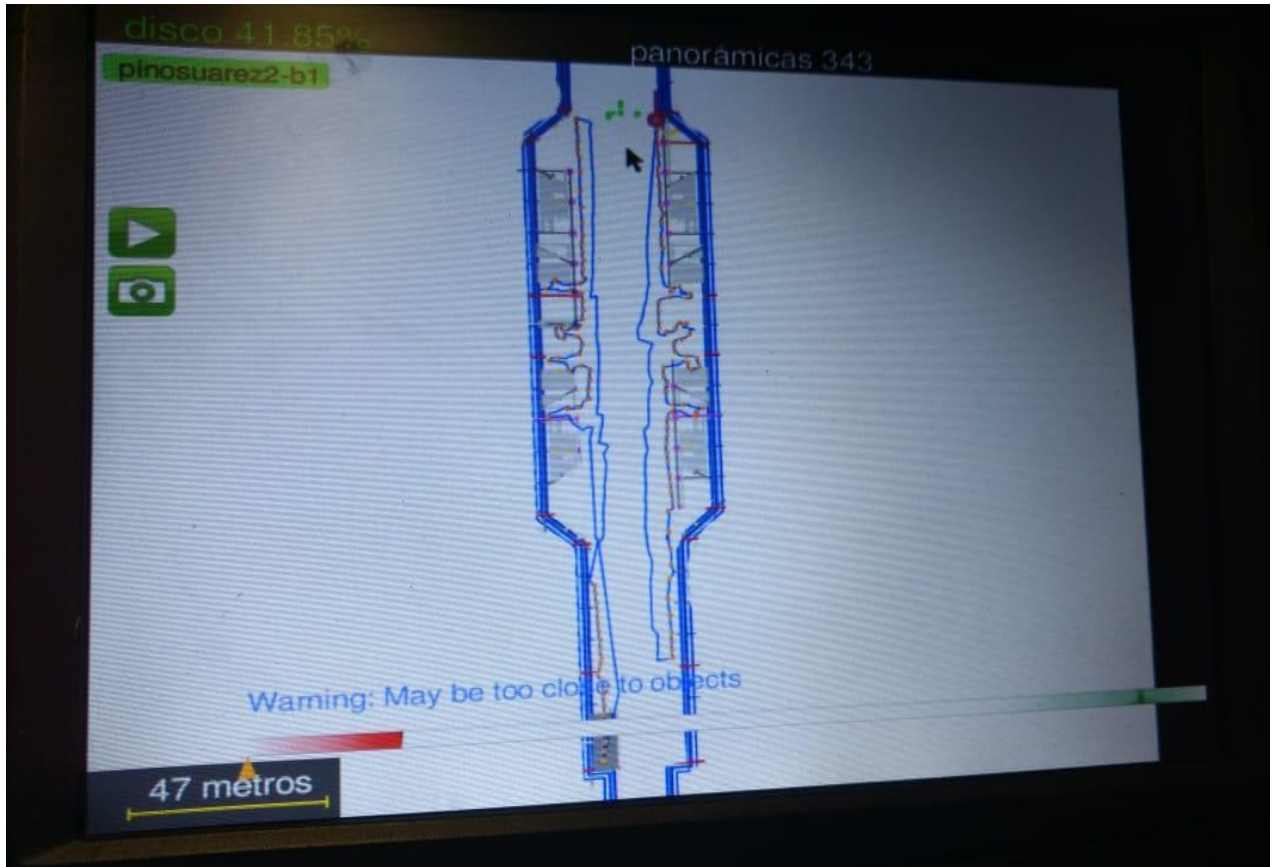 disco 41.85%
panorámicas 343
pinosuarez2-b1
Warning: May be too close to objects
47 metros